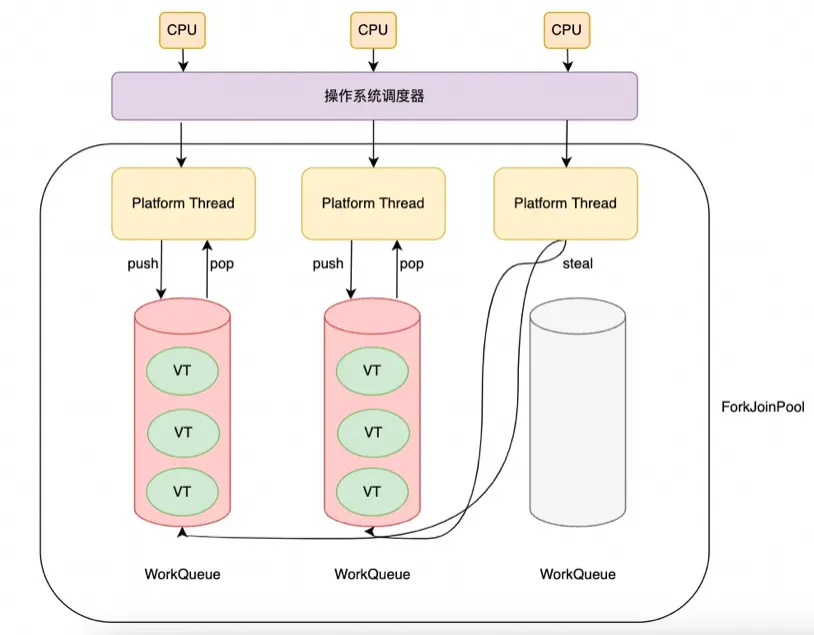 CPU
CPU
CPU
操作系统调度器
Platform Thread
Platform Thread
Platform Thread
push
pop
push
pop
steal
VT
VT
VT
VT
VT
VT
ForkJoinPool
WorkQueue
WorkQueue
WorkQueue